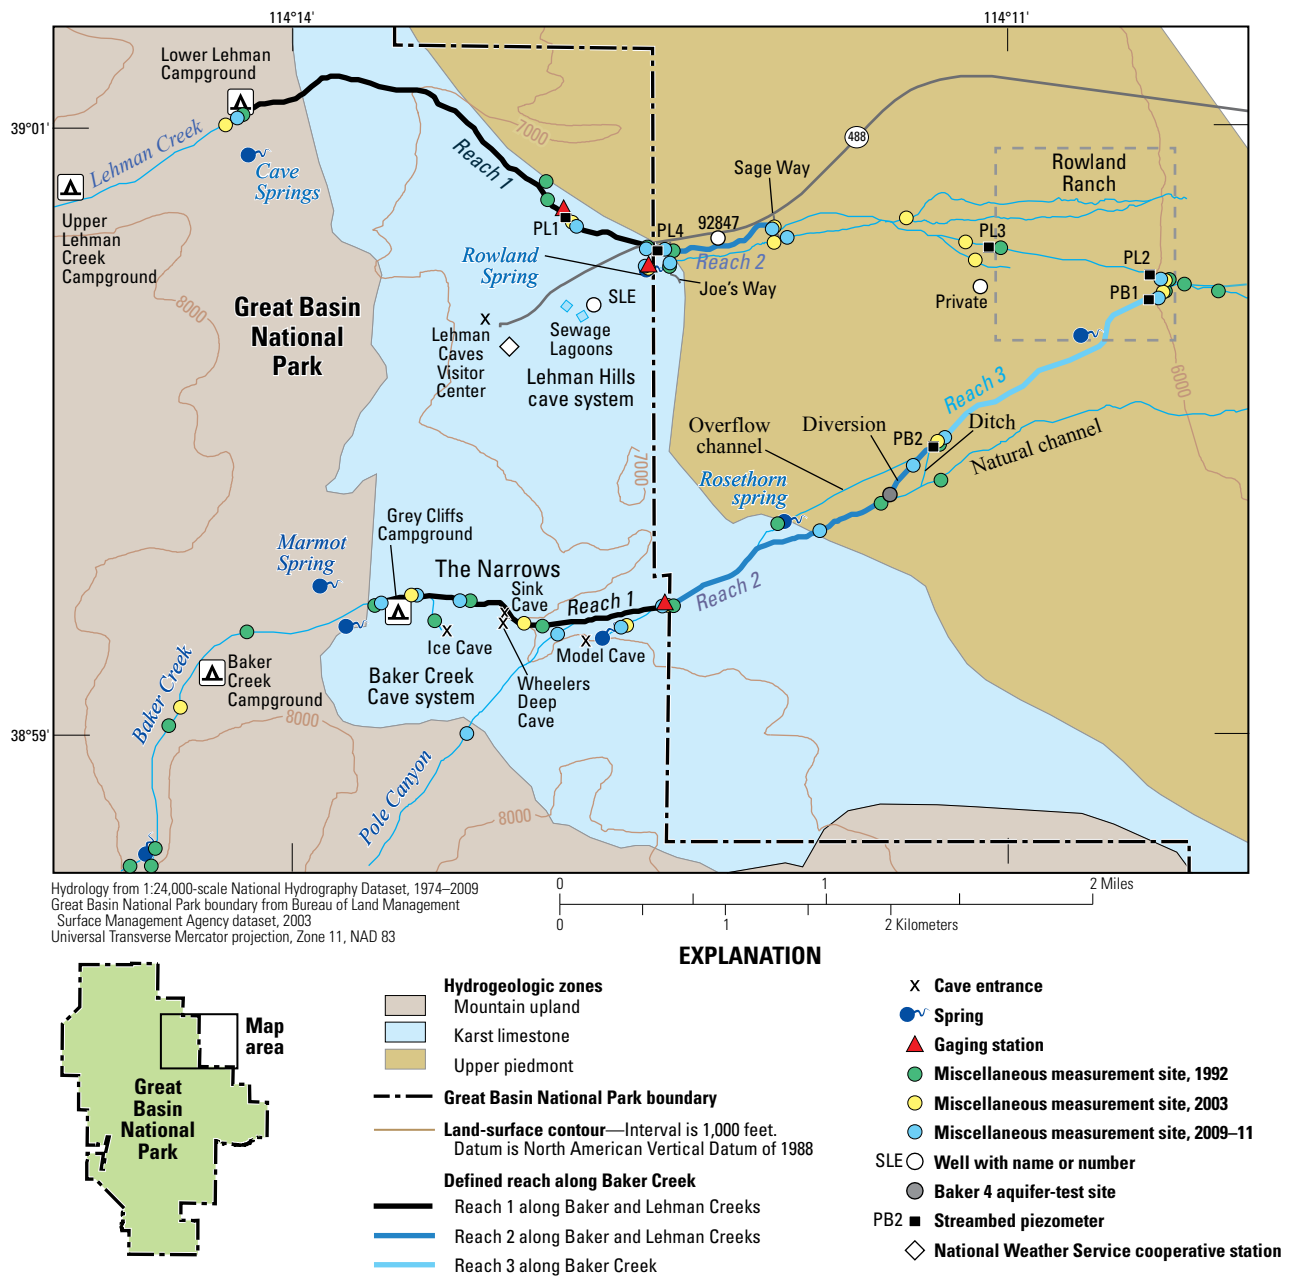 114°14'
114°11'
Lower Lehman
Campground
39°01'
Lehman Creek
Cave
Springs
Upper
Lehman
Creek
Campground
8000
Great Basin
National
Park
7000
Reach 1
PL1
Rowland
Spring
PL4
92847
Reach 2
Joe's Way
Sage Way
488
Rowland
Ranch
PL3
PL2
PB1
Private
SLE
Sewage
Lagoons
Lehman
Caves
Visitor
Center
Lehman Hills
cave system
6000
Reach 3
Overflow
channel
Diversion
PB2
Ditch
Natural channel
7000
Rosethorn
spring
Grey Cliffs
Campground
Marmot
Spring
The Narrows
Sink
Cave
Reach 1
Reach 2
Ice Cave
Model Cave
Baker Creek
Baker
Creek
Campground
Baker Creek
Cave system
Wheelers
Deep
Cave
8000
38°59'
Pole Canyon
8000
Hydrology from 1:24,000-scale National Hydrography Dataset, 1974–2009
Great Basin National Park boundary from Bureau of Land Management
Surface Management Agency dataset, 2003
Universal Transverse Mercator projection, Zone 11, NAD 83
0 1 2 Miles
0 1 2 Kilometers
EXPLANATION
Map
area
Great
Basin
National
Park
Hydrogeologic zones
Mountain upland
Karst limestone
Upper piedmont
Great Basin National Park boundary
Land-surface contour—Interval is 1,000 feet.
Datum is North American Vertical Datum of 1988
Defined reach along Baker Creek
Reach 1 along Baker and Lehman Creeks
Reach 2 along Baker and Lehman Creeks
Reach 3 along Baker Creek
X Cave entrance
Spring
Gaging station
Miscellaneous measurement site, 1992
Miscellaneous measurement site, 2003
Miscellaneous measurement site, 2009–11
SLE Well with name or number
Baker 4 aquifer-test site
PB2 Streambed piezometer
National Weather Service cooperative station